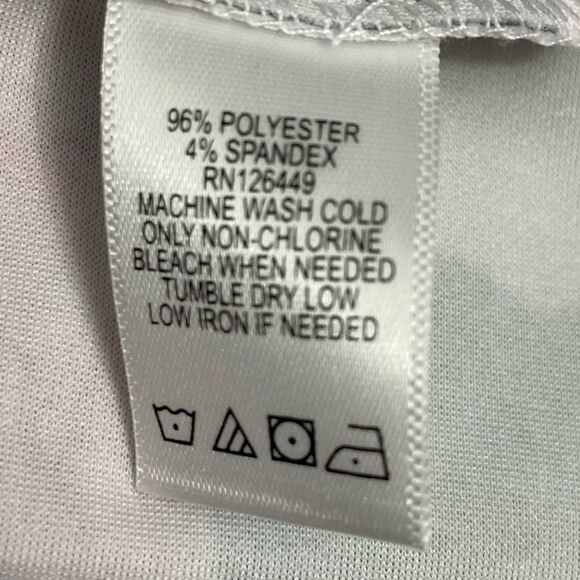 96% POLYESTER
4% SPANDEX
RN126449
MACHINE WASH COLD
ONLY NON-CHLORINE
BLEACH WHEN NEEDED
TUMBLE DRY LOW
LOW IRON IF NEEDED